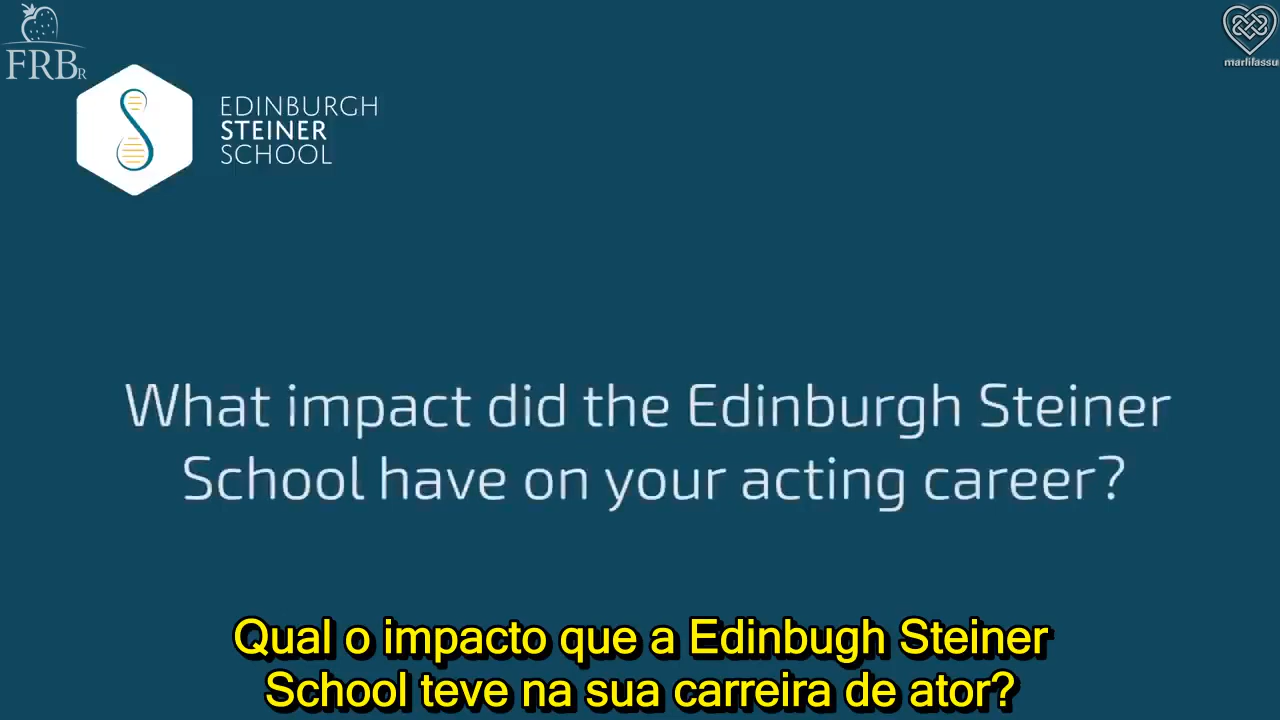 FRBR
marlifassu
EDINBURGH
STEINER
SCHOOL
What impact did the Edinburgh Steiner
School have on your acting career?
Qual o impacto que a Edinbugh Steiner
School teve na sua carreira de ator?